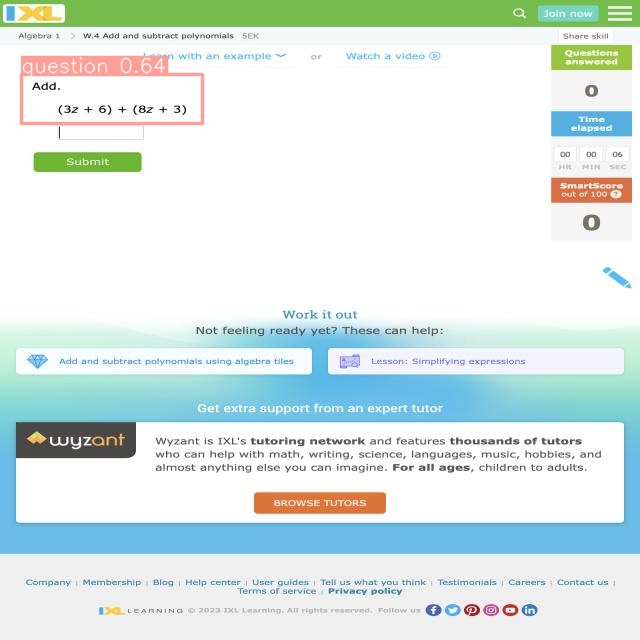 IXL
Join now
Algebra 1 > W.4 Add and subtract polynomials 5EK
Share skill
Learn with an example or Watch a video
question 0.64
Add.
(3z + 6) + (8z + 3)
Submit
Questions answered
0
Time elapsed
00 00 06
HR MIN SEC
SmartScore
out of 100 ?
0
Work it out
Not feeling ready yet? These can help:
Add and subtract polynomials using algebra tiles
Lesson: Simplifying expressions
Get extra support from an expert tutor
wyzant
Wyzant is IXL's tutoring network and features thousands of tutors
who can help with math, writing, science, languages, music, hobbies, and
almost anything else you can imagine. For all ages, children to adults.
BROWSE TUTORS
Company | Membership | Blog | Help center | User guides | Tell us what you think | Testimonials | Careers | Contact us |
Terms of service | Privacy policy
IXL LEARNING © 2023 IXL Learning. All rights reserved. Follow us